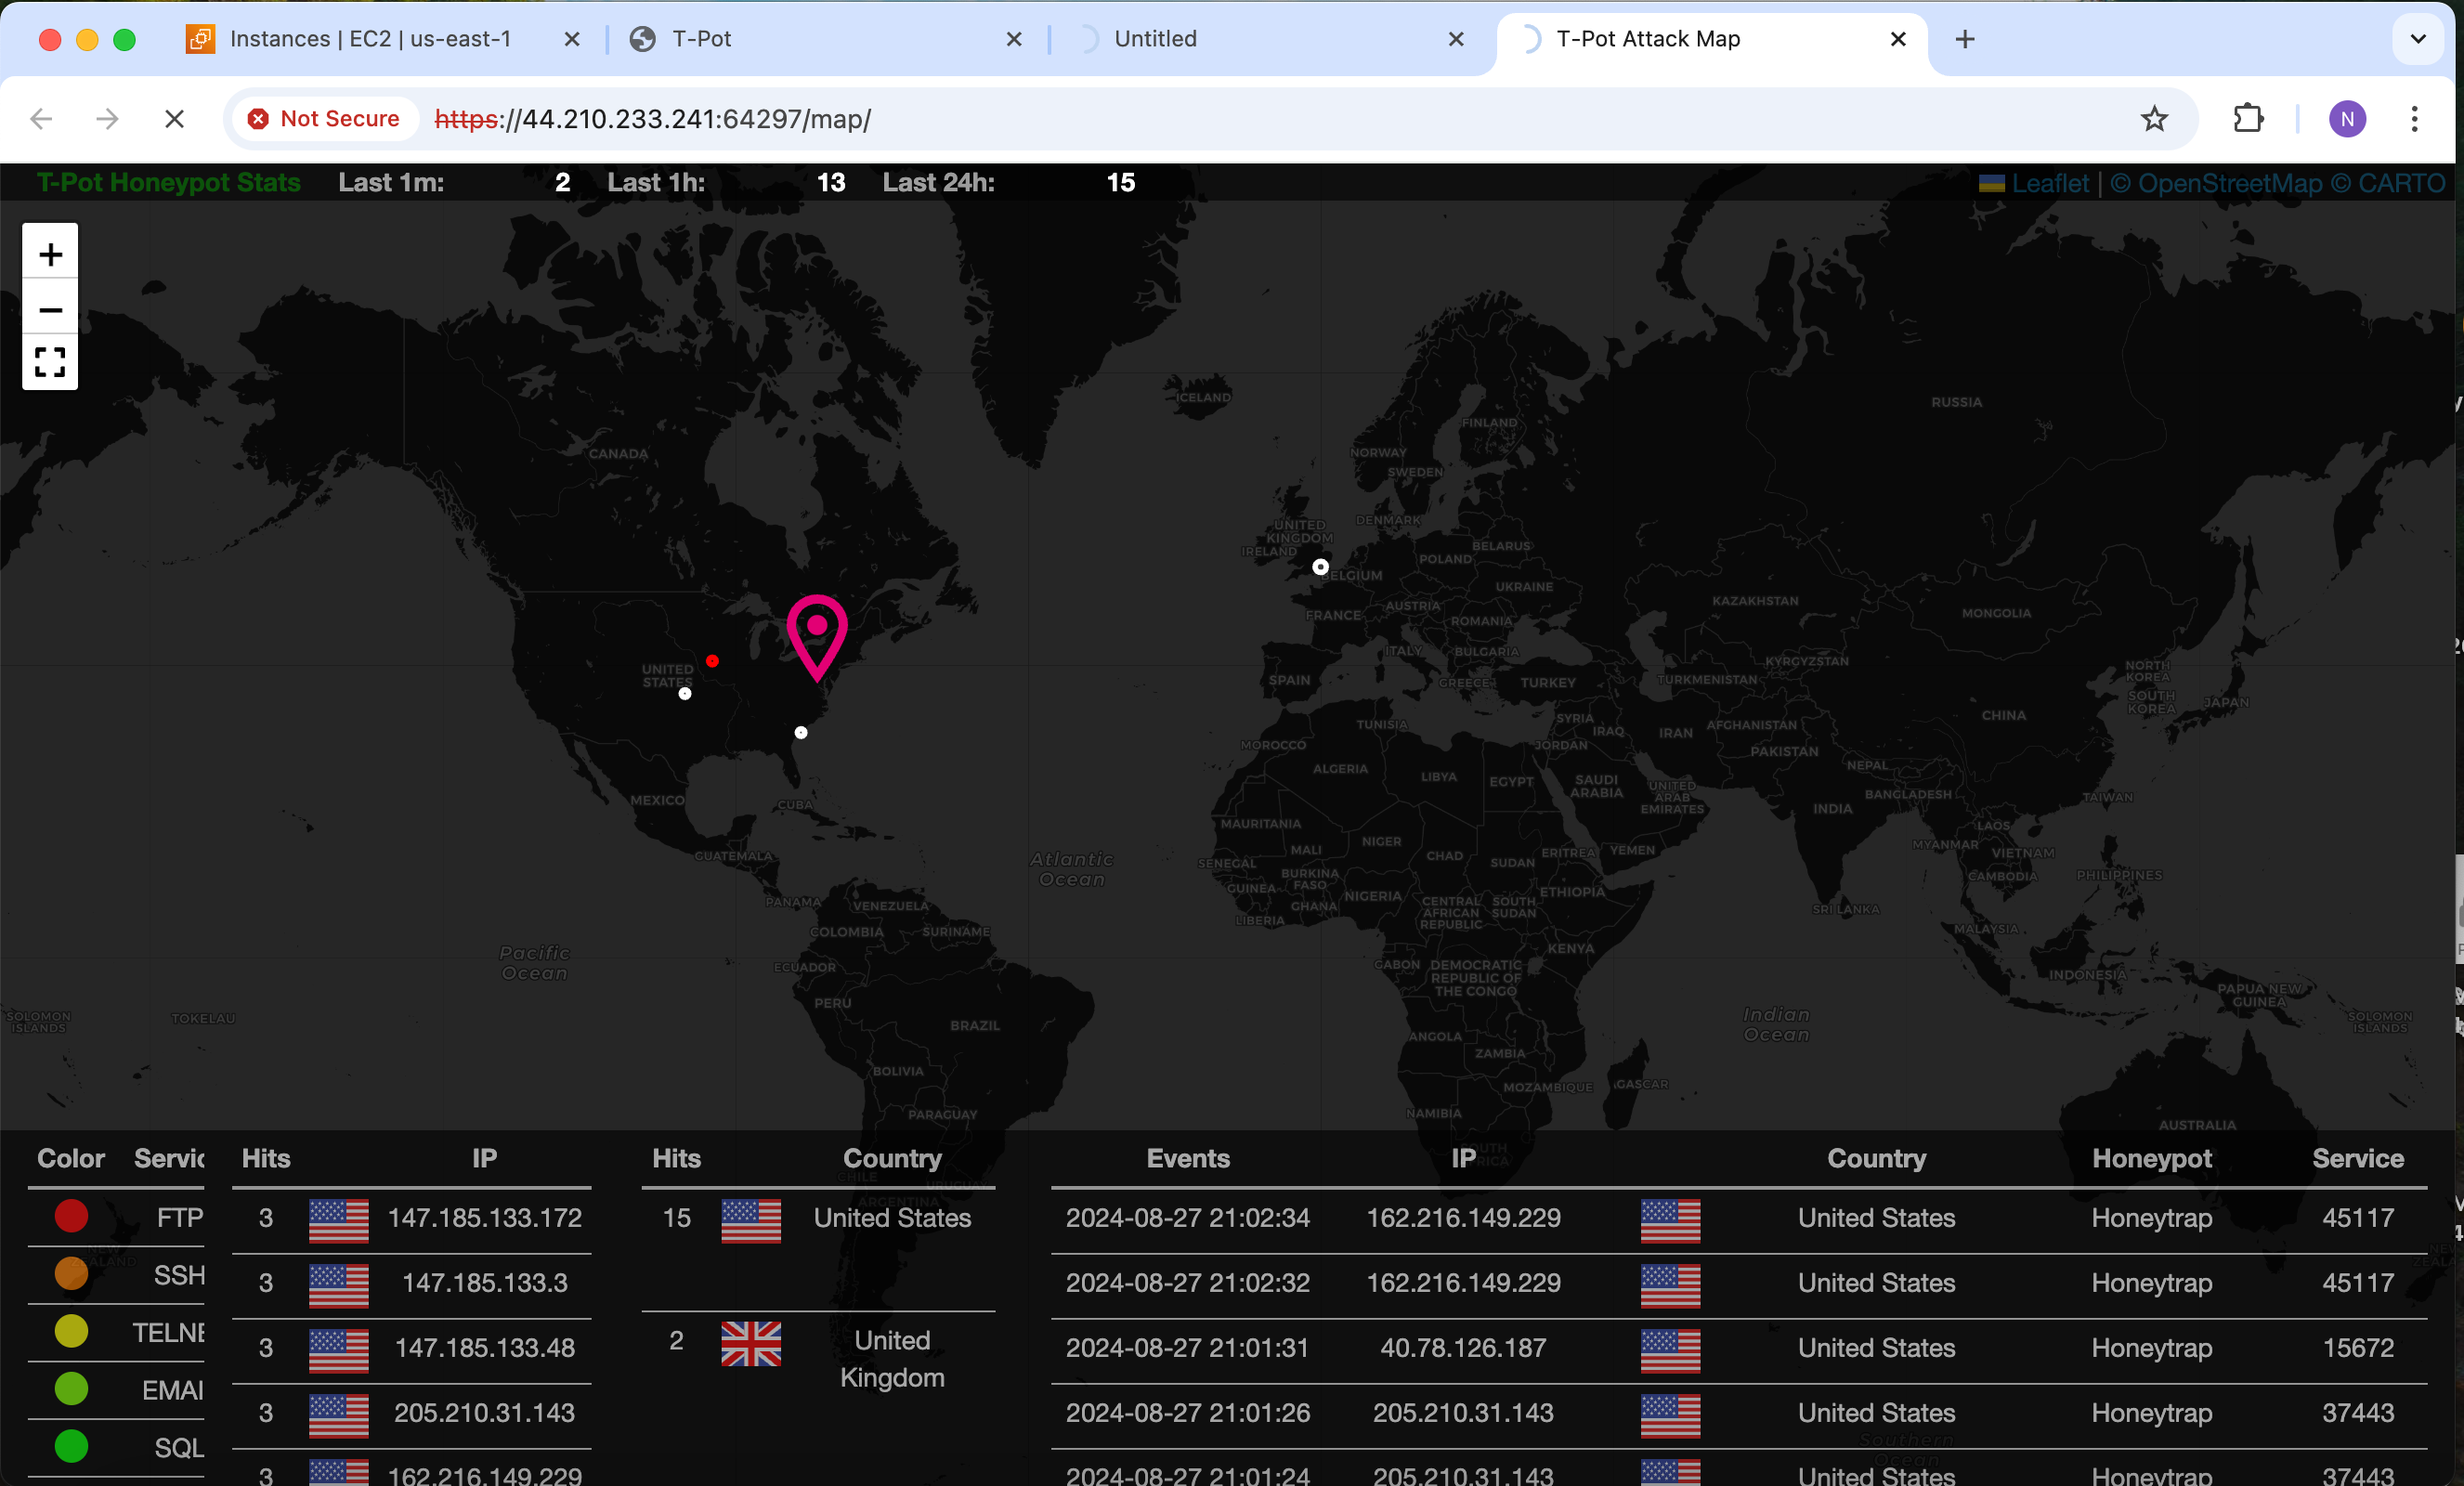 Instances | EC2 | us-east-1
T-Pot
Untitled
T-Pot Attack Map
Not Secure
https://44.210.233.241:64297/map/
N
T-Pot Honeypot Stats Last 1m: 2 Last 1h: 13 Last 24h: 15
Leaflet | © OpenStreetMap © CARTO
+
−
ICELAND
RUSSIA
FINLAND
CANADA
NORWAY
SWEDEN
UNITED
KINGDOM
DENMARK
IRELAND
BELARUS
POLAND
BELGIUM
UKRAINE
KAZAKHSTAN
AUSTRIA
FRANCE
MONGOLIA
ROMANIA
ITALY
BULGARIA
UNITED
STATES
KYRGYZSTAN
NORTH
KOREA
SPAIN
GREECE
TURKEY
TURKMENISTAN
SOUTH
KOREA
JAPAN
TUNISIA
SYRIA
AFGHANISTAN
CHINA
IRAQ
IRAN
MOROCCO
JORDAN
PAKISTAN
ALGERIA
LIBYA
EGYPT
SAUDI
ARABIA
NEPAL
UNITED
ARAB
EMIRATES
BANGLADESH
TAIWAN
MEXICO
CUBA
INDIA
MAURITANIA
LAOS
NIGER
MYANMAR
VIETNAM
MALI
CHAD
ERITREA
YEMEN
GUATEMALA
Atlantic
Ocean
SENEGAL
SUDAN
BURKINA
FASO
CAMBODIA
PHILIPPINES
GUINEA
NIGERIA
ETHIOPIA
PANAMA
VENEZUELA
GHANA
CENTRAL
AFRICAN
REPUBLIC
SOUTH
SUDAN
SRI LANKA
LIBERIA
COLOMBIA
SURINAME
MALAYSIA
KENYA
Pacific
Ocean
ECUADOR
GABON
DEMOCRATIC
REPUBLIC OF
THE CONGO
INDONESIA
PERU
PAPUA NEW
GUINEA
SOLOMON
ISLANDS
TOKELAU
BRAZIL
Indian
Ocean
SOLOMON
ISLANDS
ANGOLA
ZAMBIA
BOLIVIA
MOZAMBIQUE
GASCAR
PARAGUAY
NAMIBIA
AUSTRALIA
CHILE
URUGUAY
ARGENTINA
Southern
Ocean
Color Servic
FTP
SSH
TELNE
EMAI
SQL
Hits IP
3 147.185.133.172
3 147.185.133.3
3 147.185.133.48
3 205.210.31.143
3 162.216.149.229
Hits Country
15 United States
2 United
Kingdom
Events IP Country Honeypot Service
2024-08-27 21:02:34 162.216.149.229 United States Honeytrap 45117
2024-08-27 21:02:32 162.216.149.229 United States Honeytrap 45117
2024-08-27 21:01:31 40.78.126.187 United States Honeytrap 15672
2024-08-27 21:01:26 205.210.31.143 United States Honeytrap 37443
2024-08-27 21:01:24 205.210.31.143 United States Honeytrap 37443